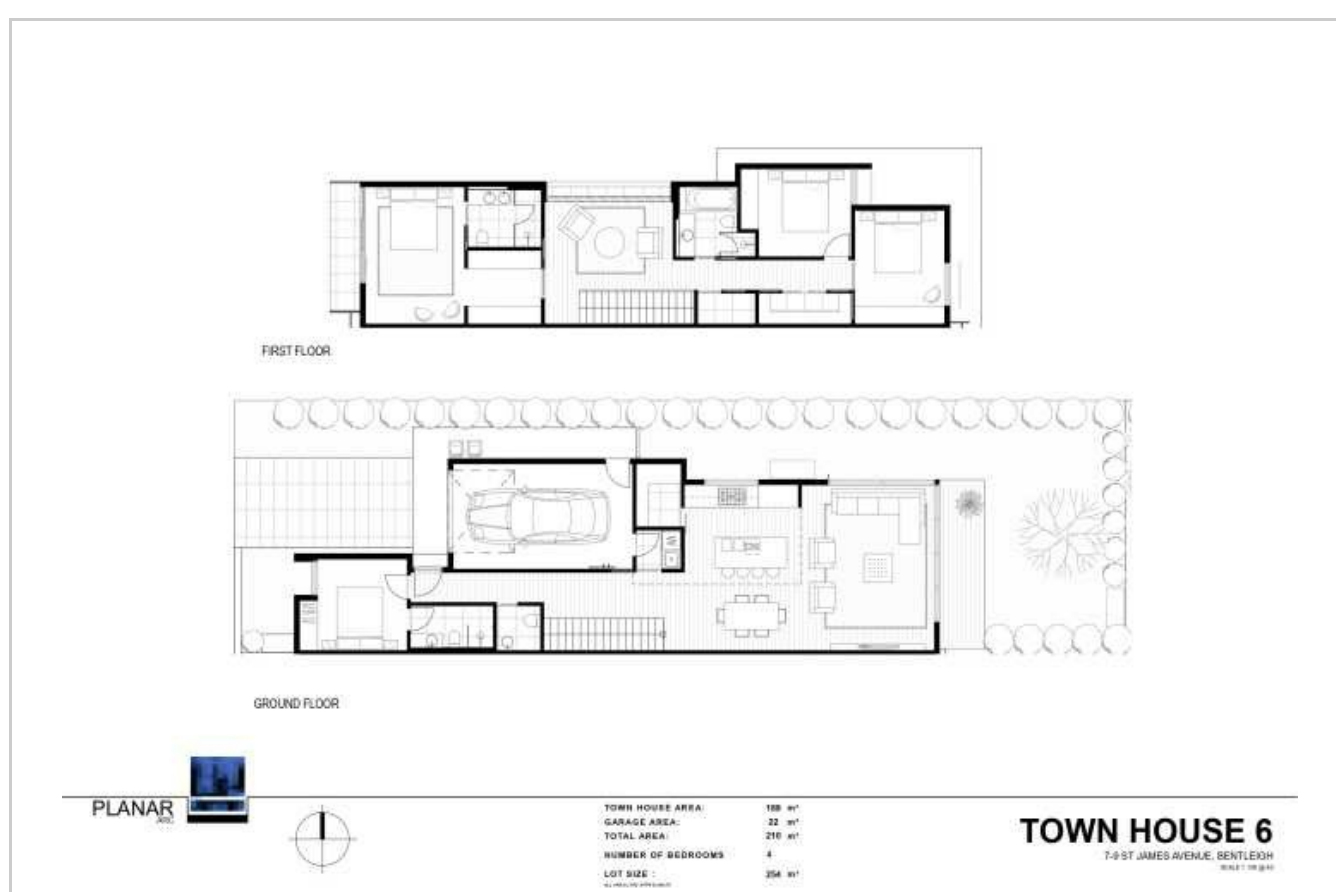 FIRST FLOOR
GROUND FLOOR
PLANAR
ARC
TOWN HOUSE AREA: 188 m²
GARAGE AREA: 22 m²
TOTAL AREA: 210 m²
NUMBER OF BEDROOMS 4
LOT SIZE : 254 m²
TOWN HOUSE 6
7-9 ST JAMES AVENUE, BENTLEIGH